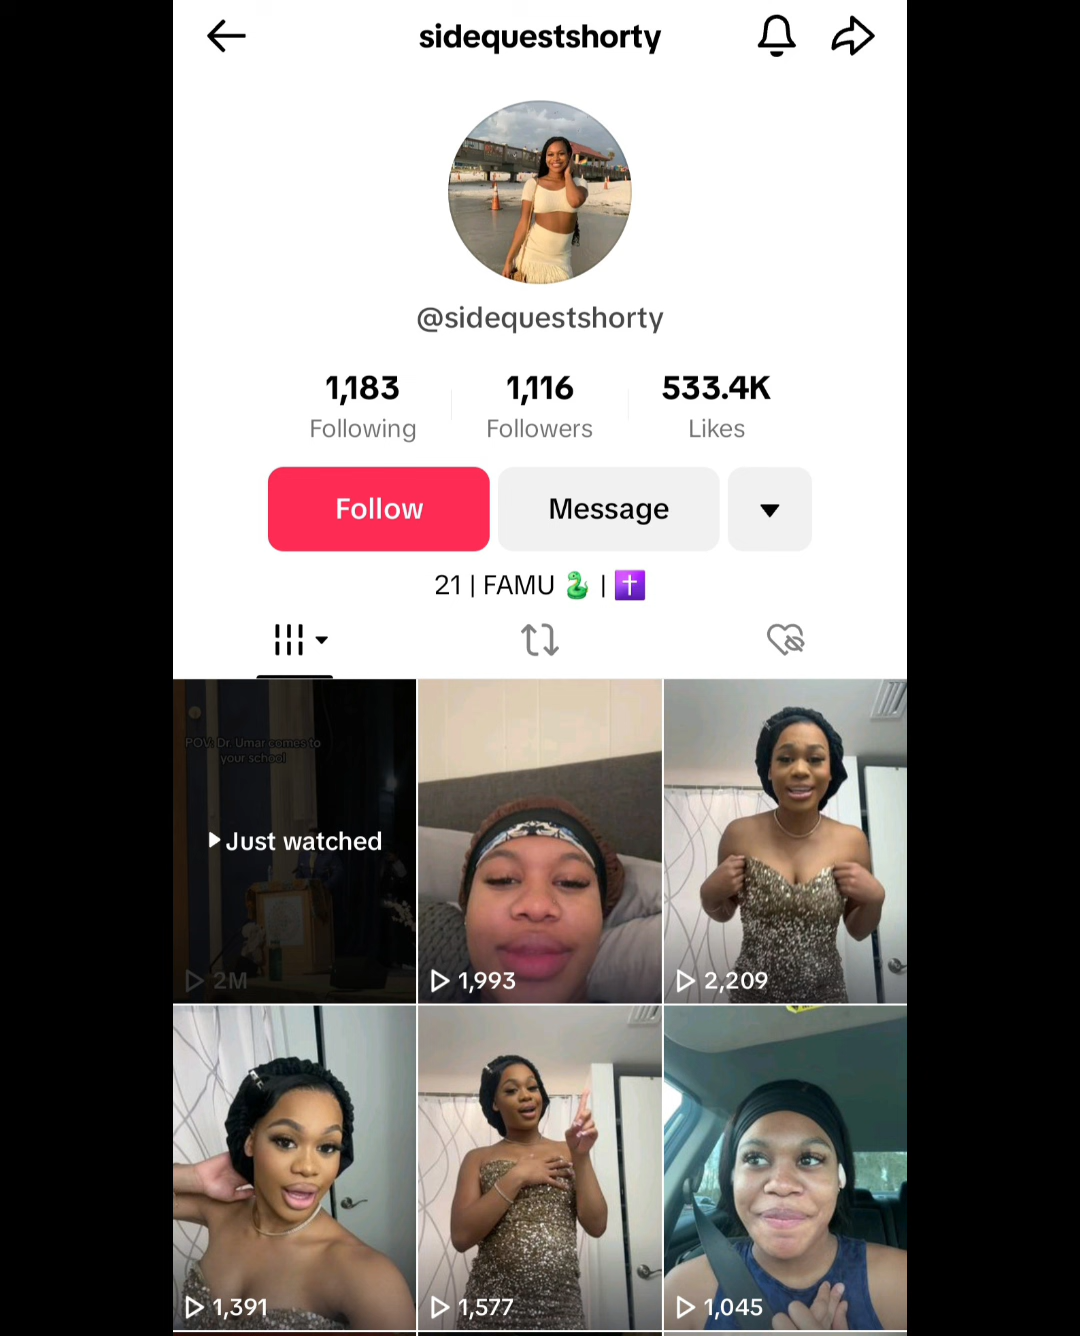 sidequestshorty
@sidequestshorty
1,183 1,116 533.4K
Following Followers Likes
Follow Message
21 | FAMU 🐍 | ✝️
POV: Dr. Umar comes to
your school
Just watched
2M 1,993 2,209
1,391 1,577 1,045